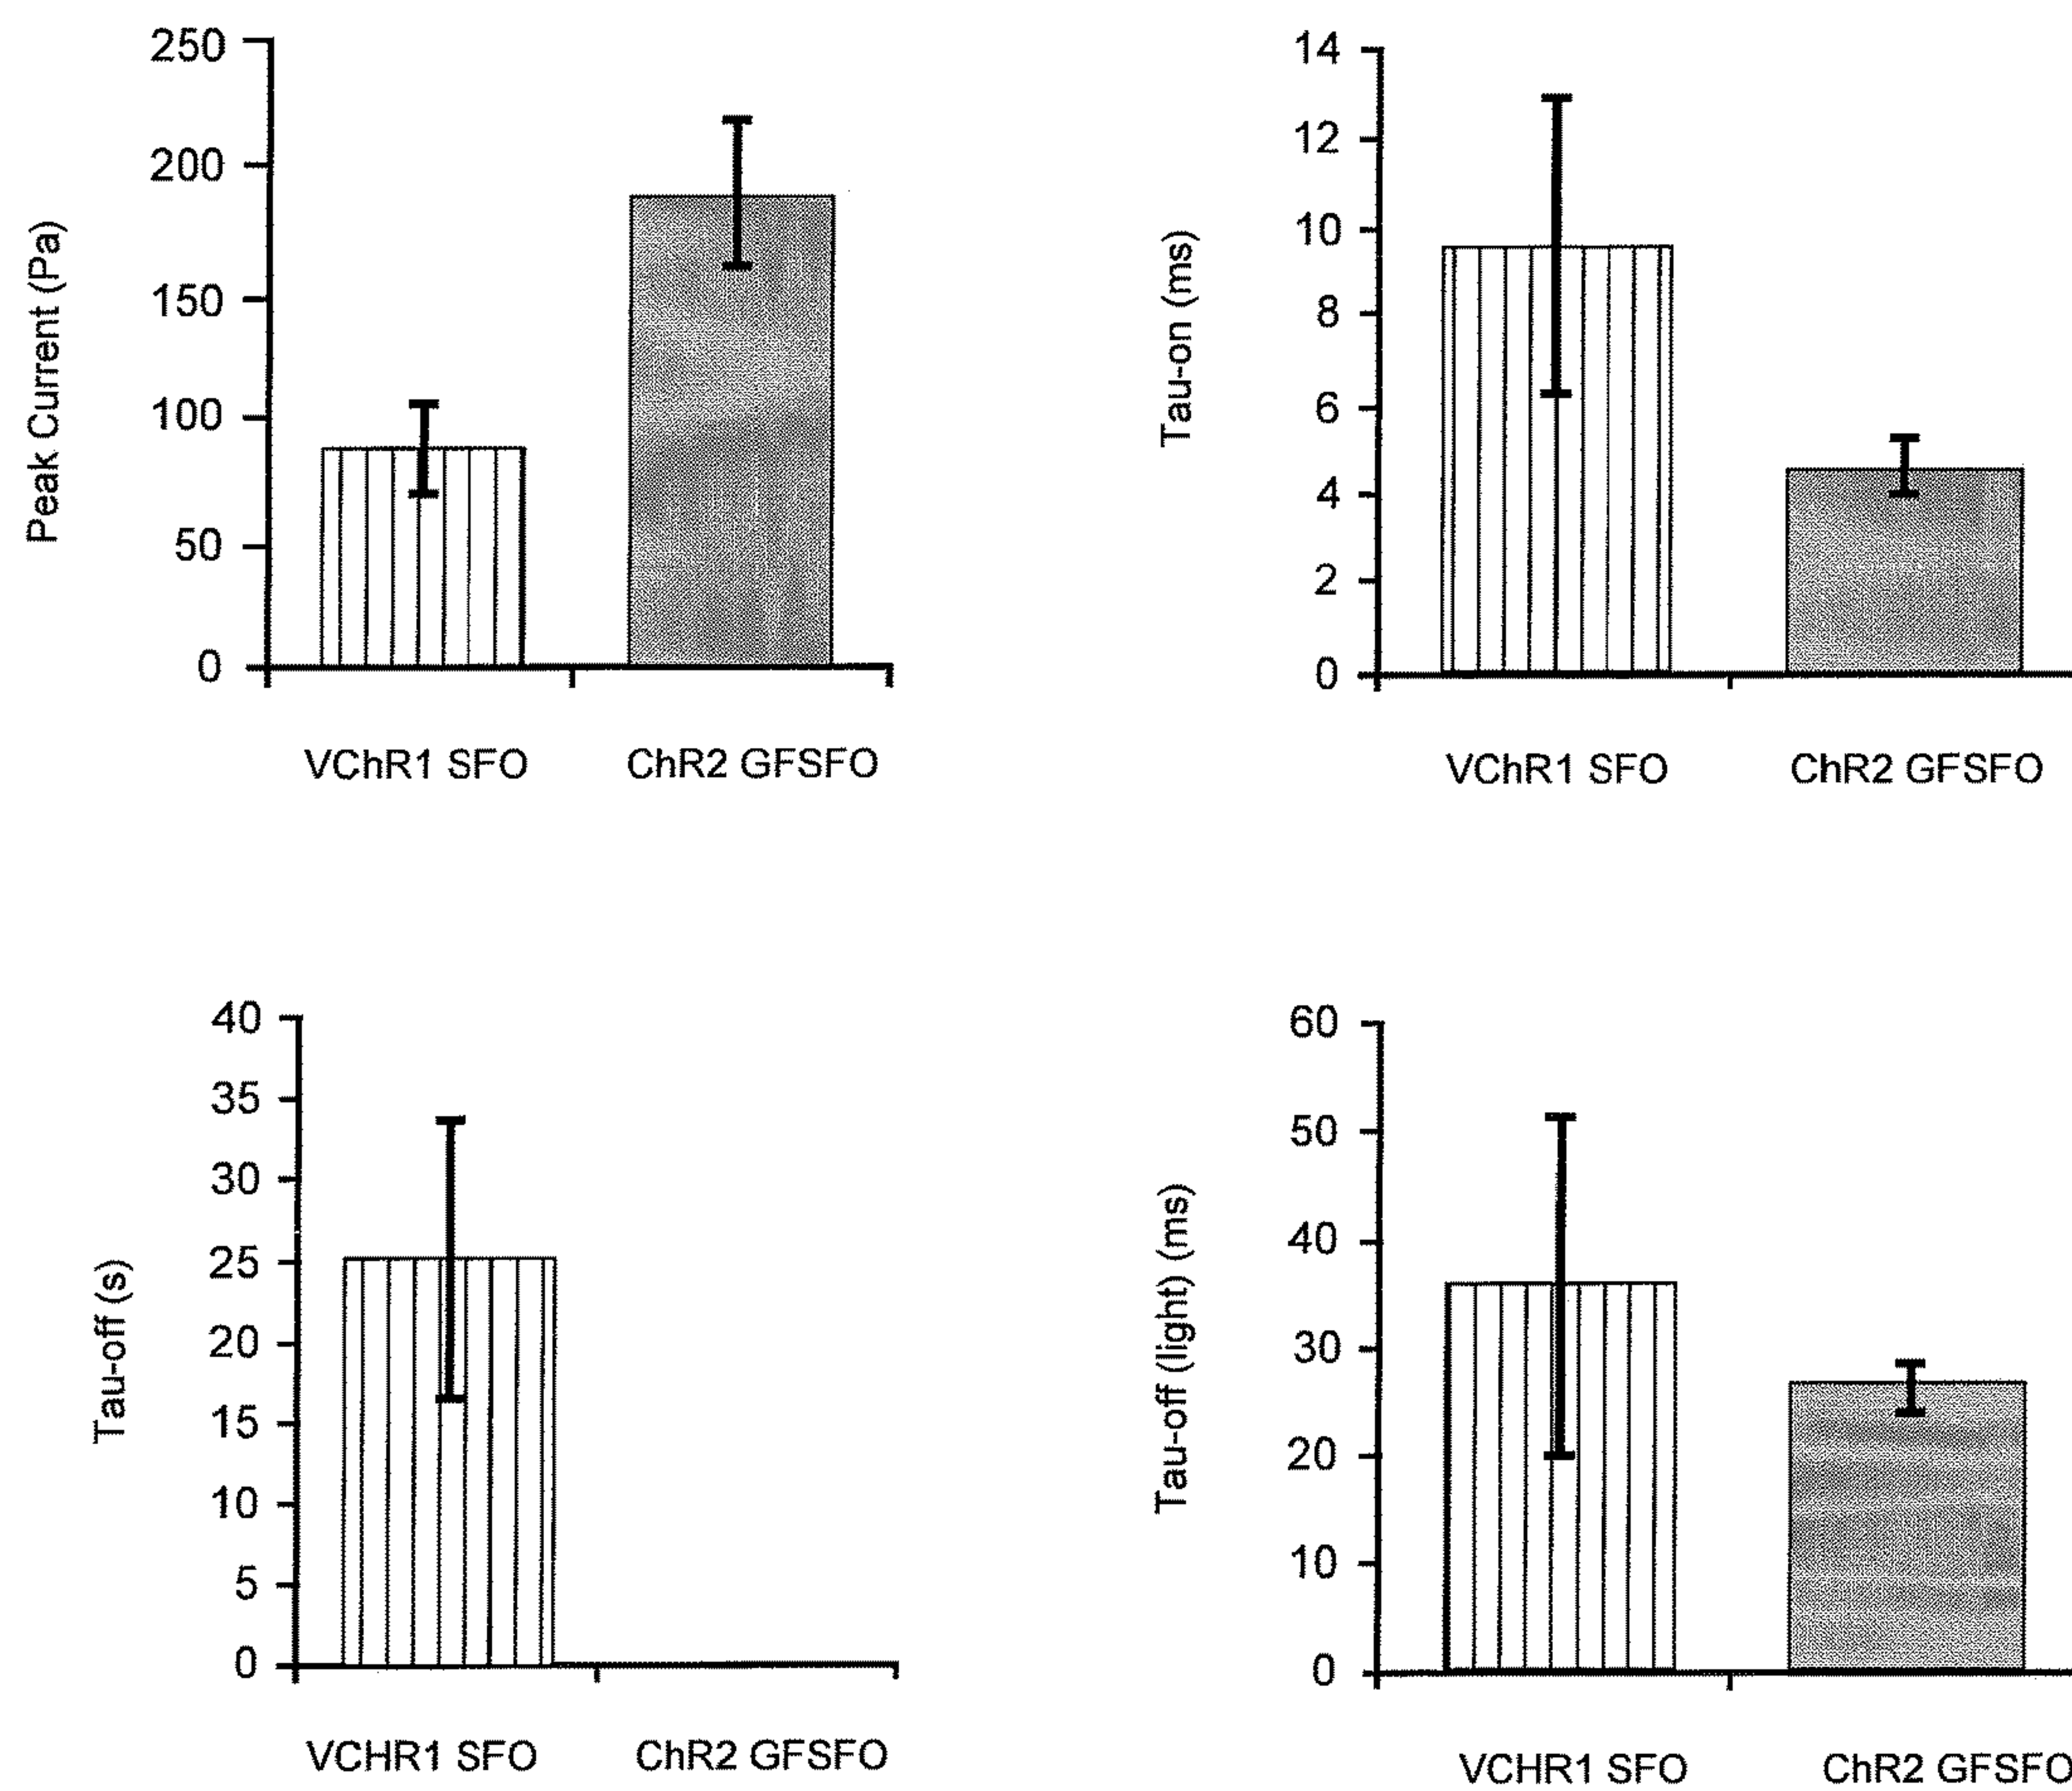 Peak Current (Pa)
250
200
150
100
50
0
VChR1 SFO
ChR2 GFSFO
Tau-on (ms)
14
12
10
8
6
4
2
0
VChR1 SFO
ChR2 GFSFO
Tau-off (s)
40
35
30
25
20
15
10
5
0
VCHR1 SFO
ChR2 GFSFO
Tau-off (light) (ms)
60
50
40
30
20
10
0
VCHR1 SFO
ChR2 GFSFO